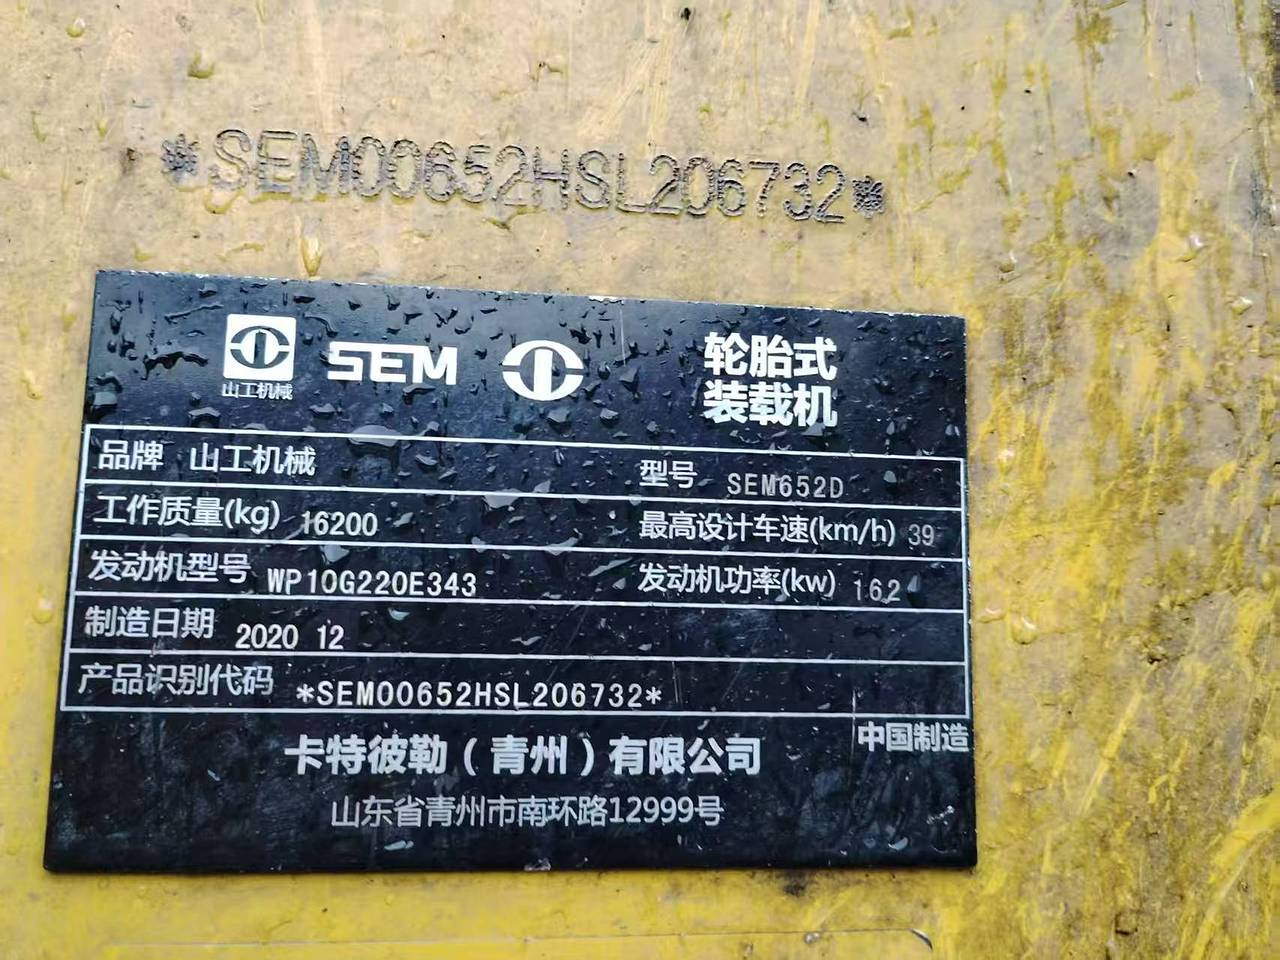 *SEM00652HSL206732*
山工机械
SEM
轮胎式
装载机
品牌 山工机械 型号 SEM652D
工作质量(kg) 16200 最高设计车速(km/h) 39
发动机型号 WP10G220E343 发动机功率(kw) 162
制造日期 2020 12
产品识别代码 *SEM00652HSL206732*
卡特彼勒(青州)有限公司 中国制造
山东省青州市南环路12999号